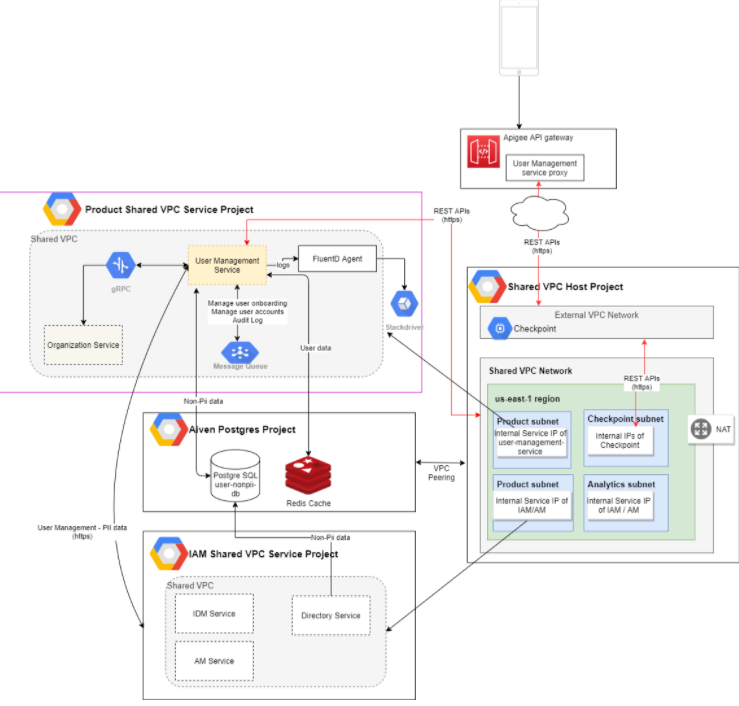 Apigee API gateway
User Management
service proxy
REST APIs
(https)
Product Shared VPC Service Project
Shared VPC
User Management
Service
logs
FluentD Agent
gRPC
Manage user onboarding
Manage user accounts
Audit Log
Stackdriver
Organization Service
Message Queue
User data
Non-Pii data
REST APIs
(https)
Shared VPC Host Project
External VPC Network
Checkpoint
Shared VPC Network
REST APIs
(https)
us-east-1 region
Product subnet
Internal Service IP of
user-management-
service
Checkpoint subnet
Internal IPs of
Checkpoint
NAT
Product subnet
Internal Service IP of
IAM/AM
Analytics subnet
Internal Service IP
of IAM / AM
Aiven Postgres Project
Postgre SQL
user-nonpii-
db
Redis Cache
VPC
Peering
User Management - PII data
(https)
Non-Pii data
IAM Shared VPC Service Project
Shared VPC
IDM Service
Directory Service
AM Service